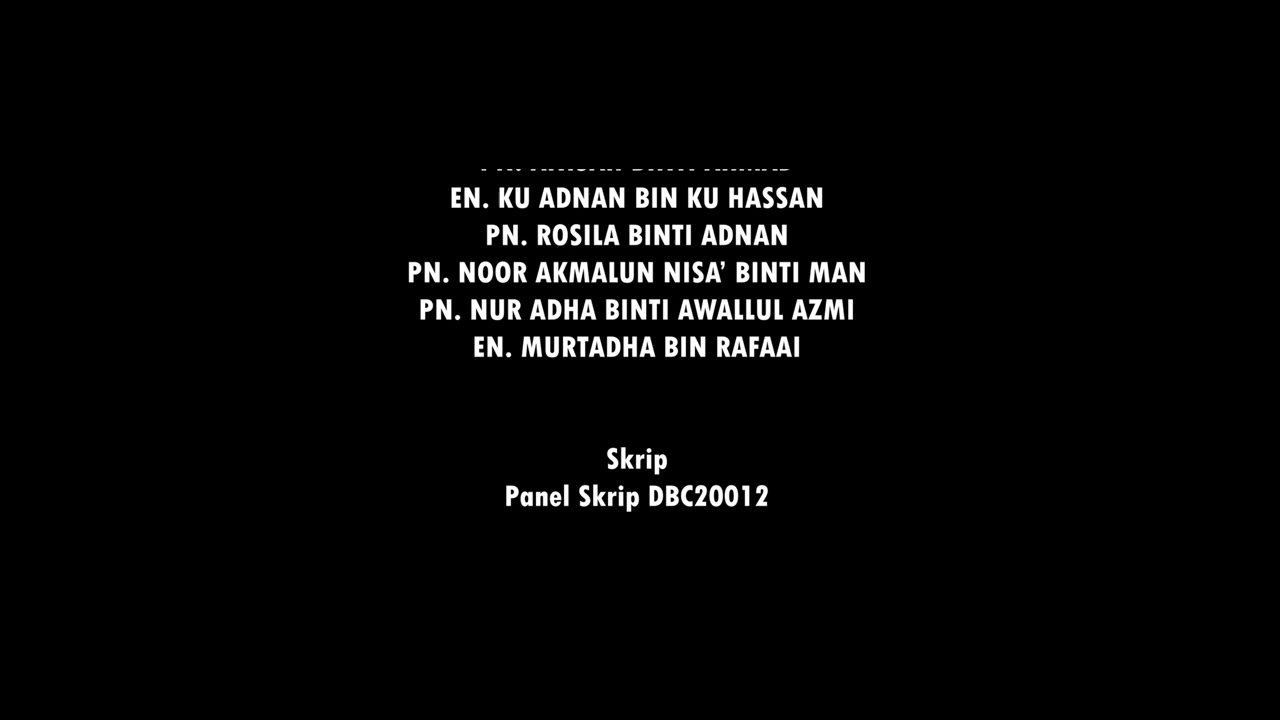 EN. KU ADNAN BIN KU HASSAN
PN. ROSILA BINTI ADNAN
PN. NOOR AKMALUN NISA’ BINTI MAN
PN. NUR ADHA BINTI AWALLUL AZMI
EN. MURTADHA BIN RAFAAI
Skrip
Panel Skrip DBC20012